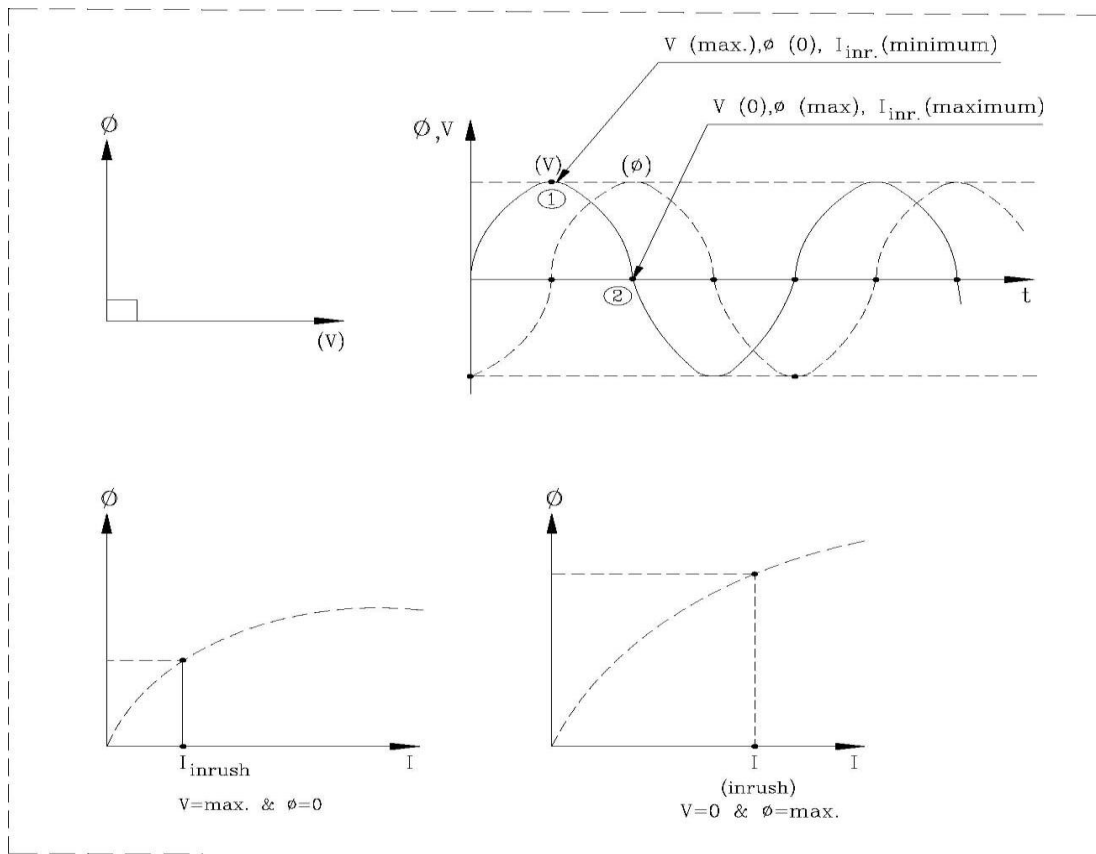 V (max.),ø (0), I inr.(minimum)
V (0),ø (max), I inr.(maximum)
Ø
Ø,V
(V)
(ø)
1
2
t
(V)
Ø
Ø
I inrush
I
I
I
(inrush)
V=max. & ø=0
V=0 & ø=max.